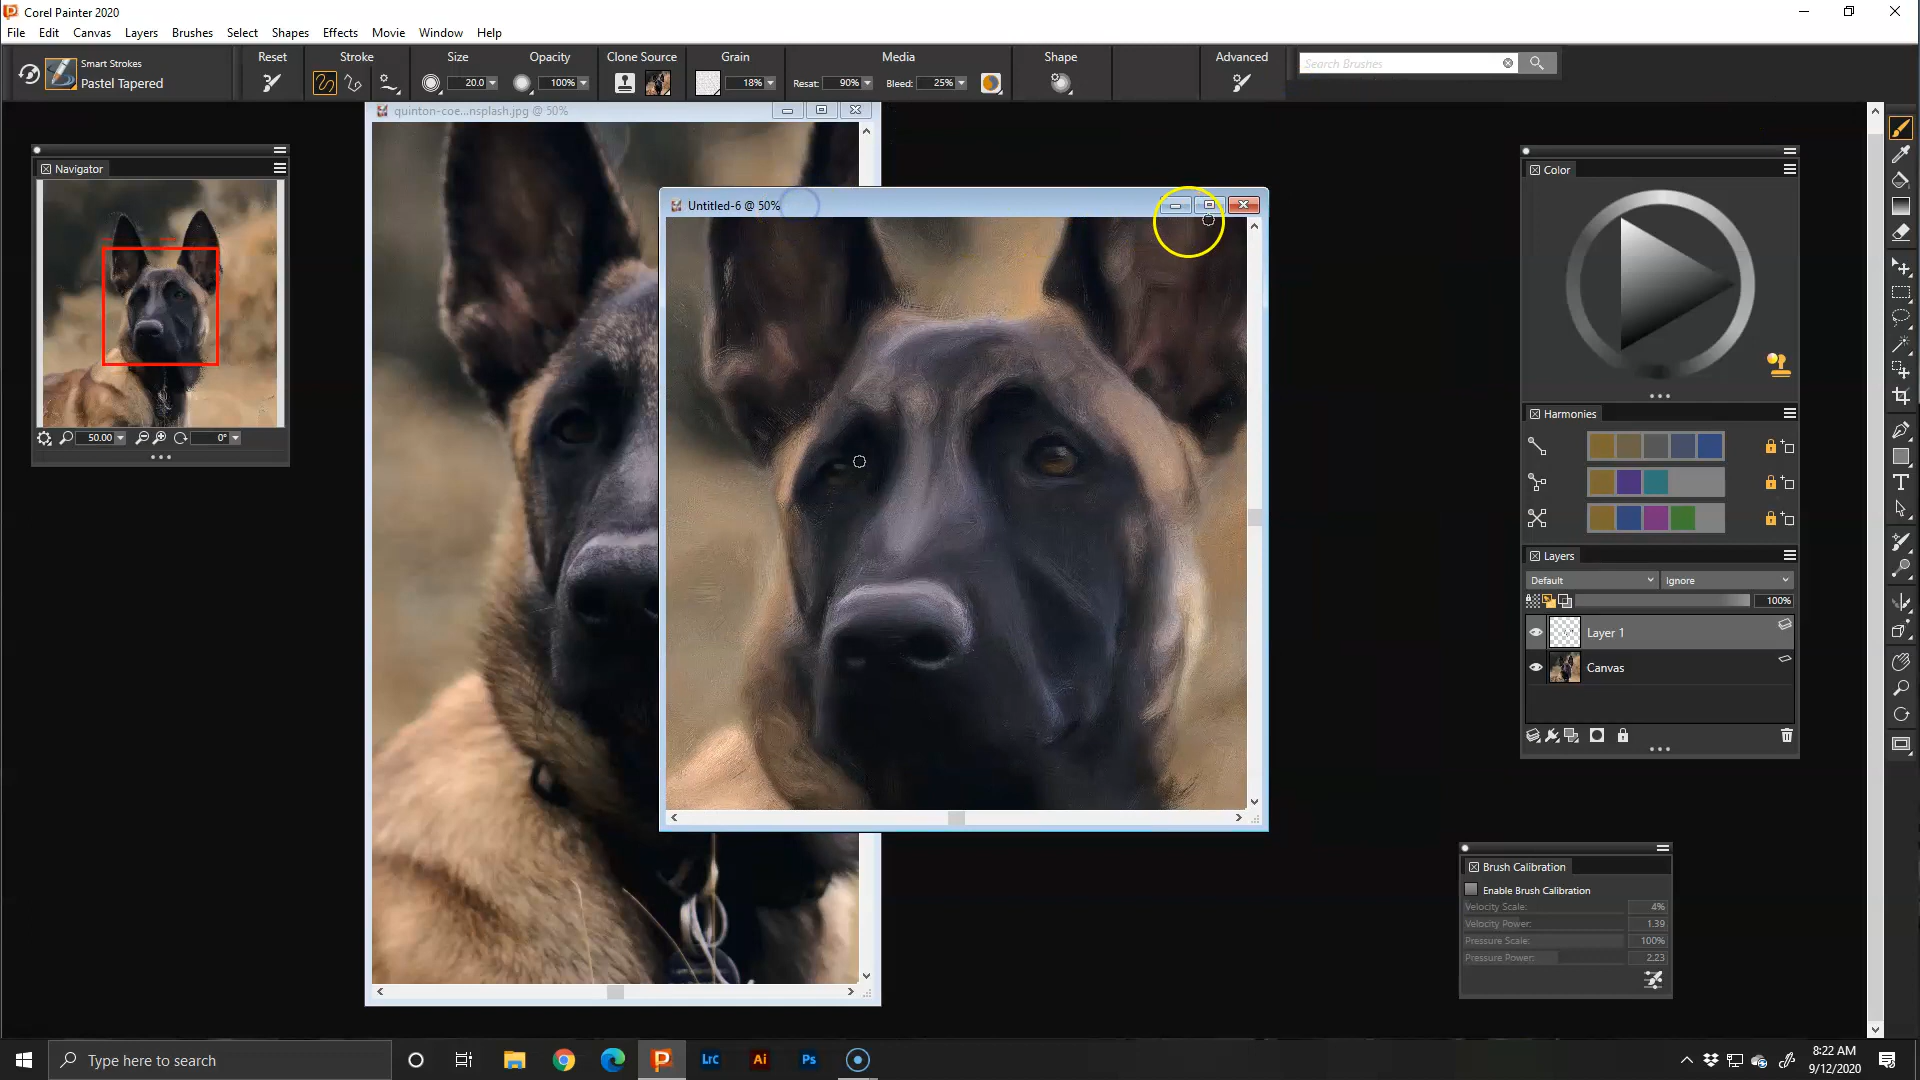 Corel Painter 2020
File Edit Canvas Layers Brushes Select Shapes Effects Movie Window Help
Smart Strokes
Pastel Tapered
Reset
Stroke
Size
20.0
Opacity
100%
Clone Source
Grain
18%
Media
Resat: 90%
Bleed: 25%
Shape
Advanced
Search Brushes
quinton-coe...nsplash.jpg @ 50%
Navigator
50.00
0°
Untitled-6 @ 50%
Color
Harmonies
Layers
Default
Ignore
100%
Layer 1
Canvas
Brush Calibration
Enable Brush Calibration
Velocity Scale: 4%
Velocity Power: 1.39
Pressure Scale: 100%
Pressure Power: 2.23
Type here to search
Lrc
Ai
Ps
8:22 AM
9/12/2020